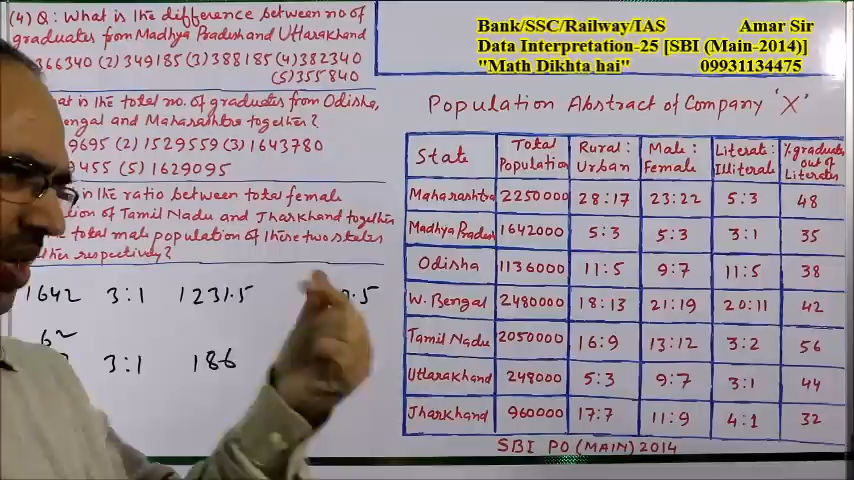 (4) Q: What is the difference between no of
graduates from Madhya Pradesh and Uttarakhand
366340 (2) 349185 (3) 388185 (4) 382340
(5) 355840
at is the total no. of graduates from Odisha,
engal and Maharashtra together?
9695 (2) 1529559 (3) 1643780
9455 (5) 1629095
in the ratio between total female
tion of Tamil Nadu and Jharkhand together
total male population of these two states
ther respectively?
1642 3:1 1231.5 .5
62
3:1 186
Bank/SSC/Railway/IAS Amar Sir
Data Interpretation-25 [SBI (Main-2014)]
"Math Dikhta hai" 09931134475
Population Abstract of Company 'X'
State Total Population Rural: Urban Male: Female Literate: Illiterate % graduates out of Literates
Maharashtra 2250000 28:17 23:22 5:3 48
Madhya Pradesh 1642000 5:3 5:3 3:1 35
Odisha 1136000 11:5 9:7 11:5 38
W. Bengal 2480000 18:13 21:19 20:11 42
Tamil Nadu 2050000 16:9 13:12 3:2 56
Uttarakhand 248000 5:3 9:7 3:1 44
Jharkhand 960000 17:7 11:9 4:1 32
SBI PO (MAIN) 2014